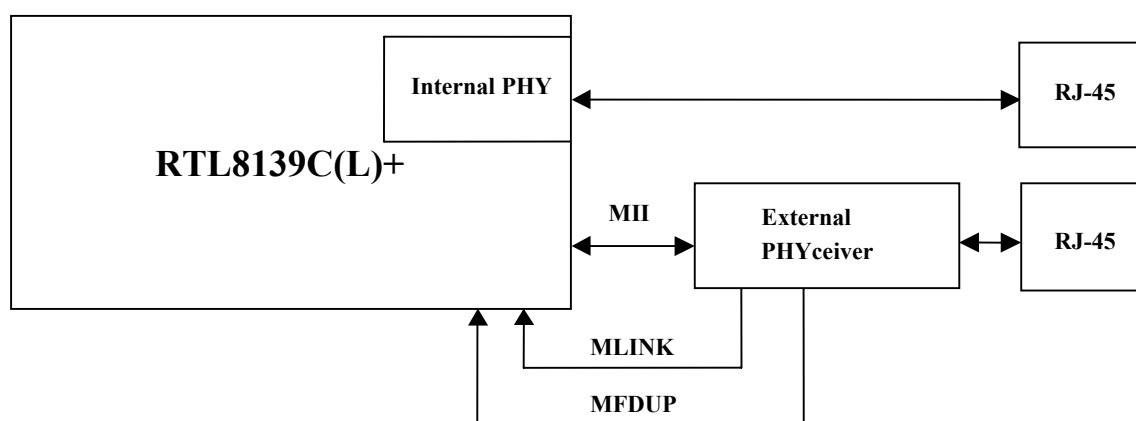 Internal PHY
RJ-45
RTL8139C(L)+
MII
External
PHYceiver
RJ-45
MLINK
MFDUP